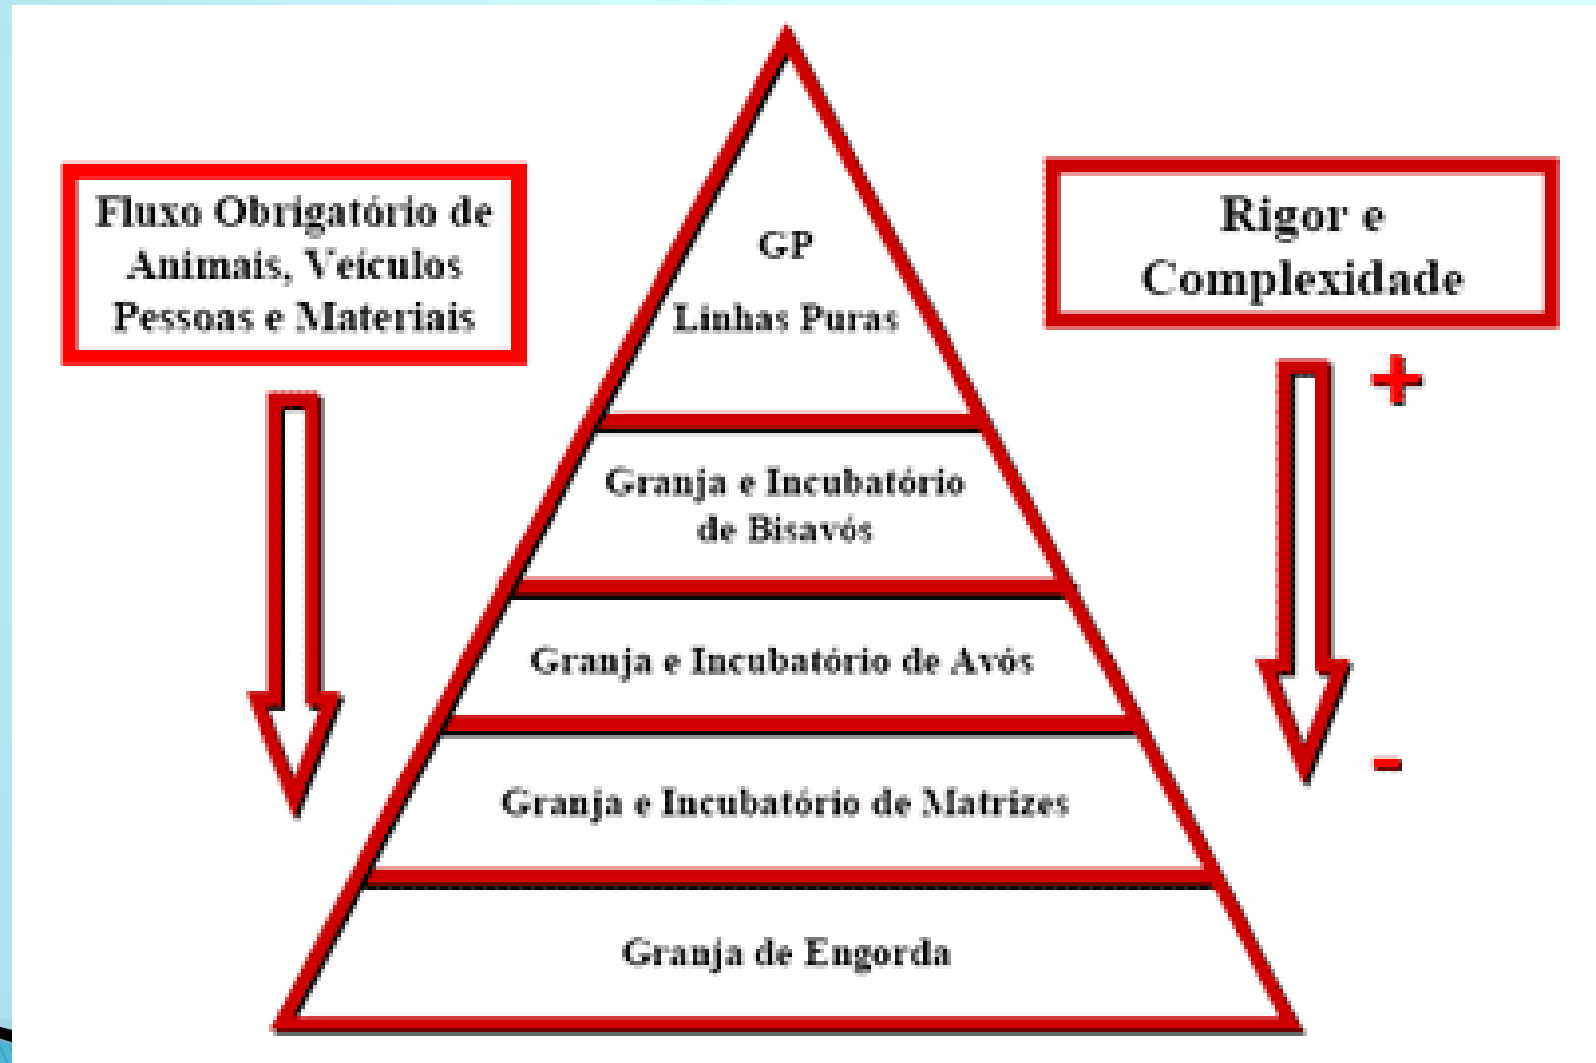 Fluxo Obrigatório de
Animais, Veículos
Pessoas e Materiais
GP
Linhas Puras
Rigor e
Complexidade
+
-
Granja e Incubatório
de Bisavós
Granja e Incubatório de Avós
Granja e Incubatório de Matrizes
Granja de Engorda